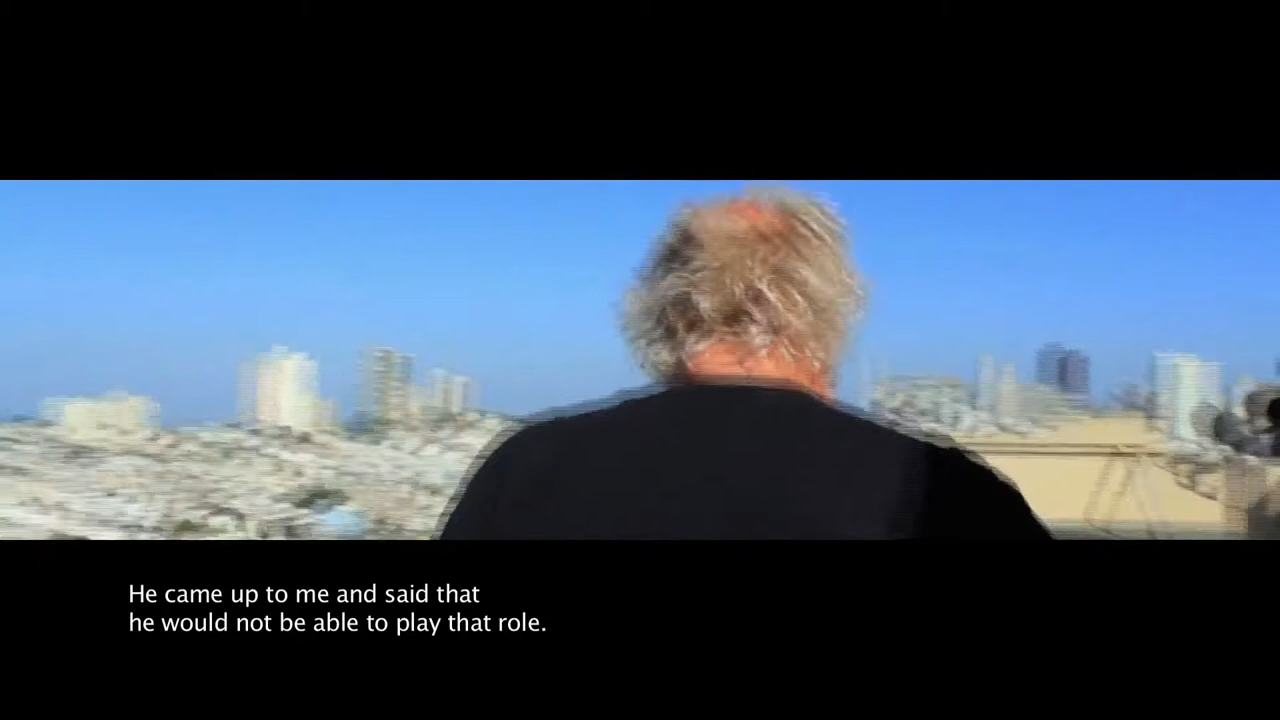 He came up to me and said that
he would not be able to play that role.